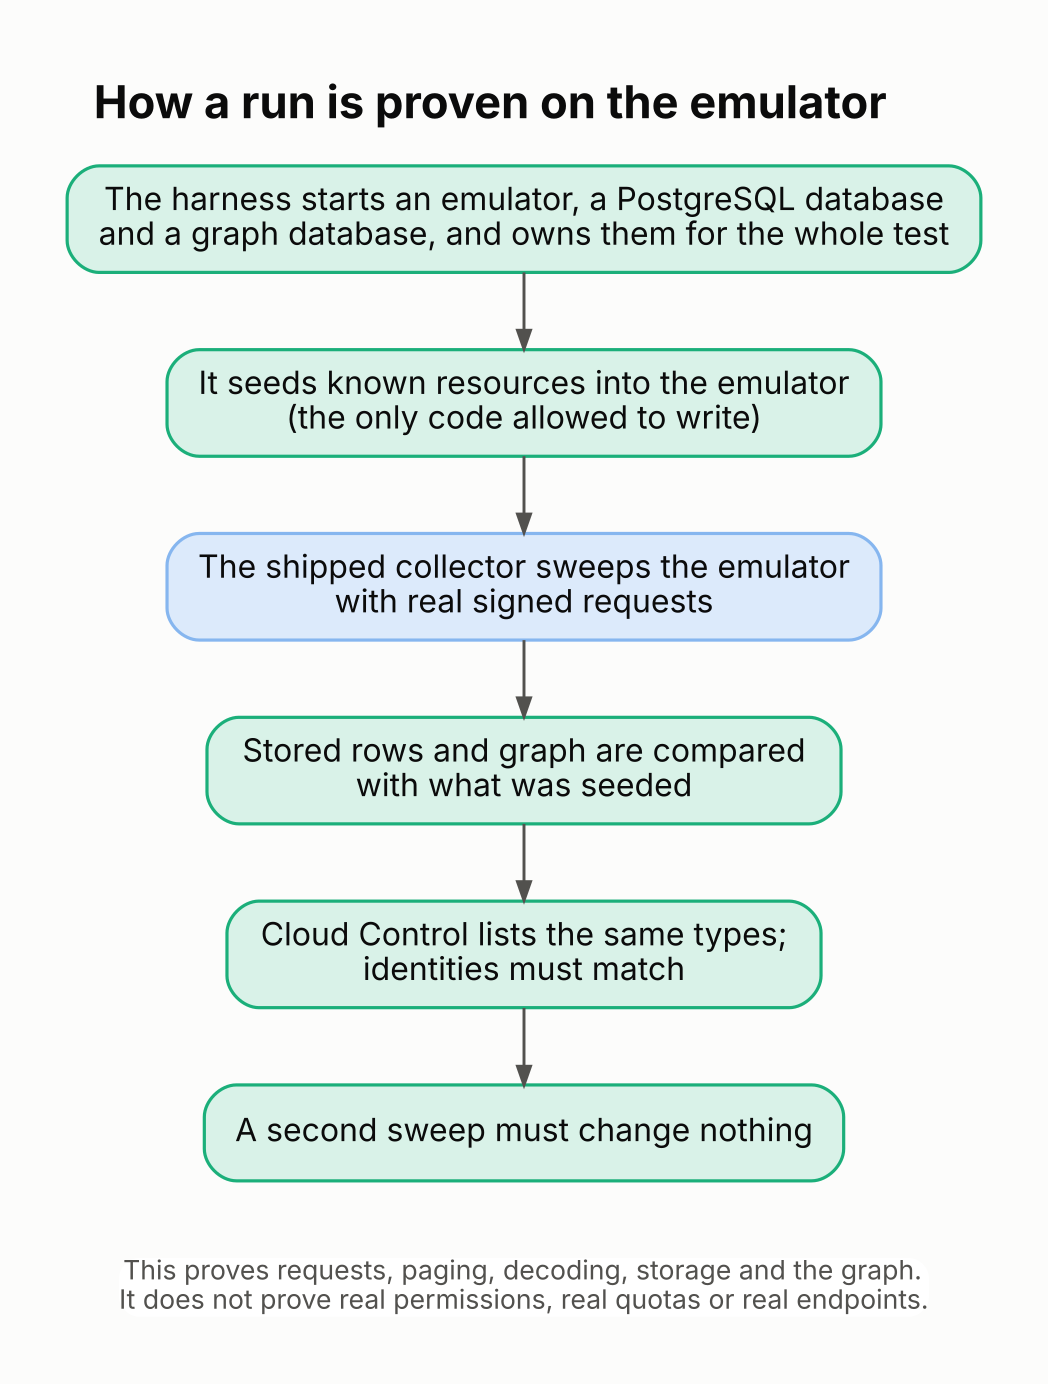 How a run is proven on the emulator
The harness starts an emulator, a PostgreSQL database
and a graph database, and owns them for the whole test
It seeds known resources into the emulator
(the only code allowed to write)
The shipped collector sweeps the emulator
with real signed requests
Stored rows and graph are compared
with what was seeded
Cloud Control lists the same types;
identities must match
A second sweep must change nothing
This proves requests, paging, decoding, storage and the graph.
It does not prove real permissions, real quotas or real endpoints.